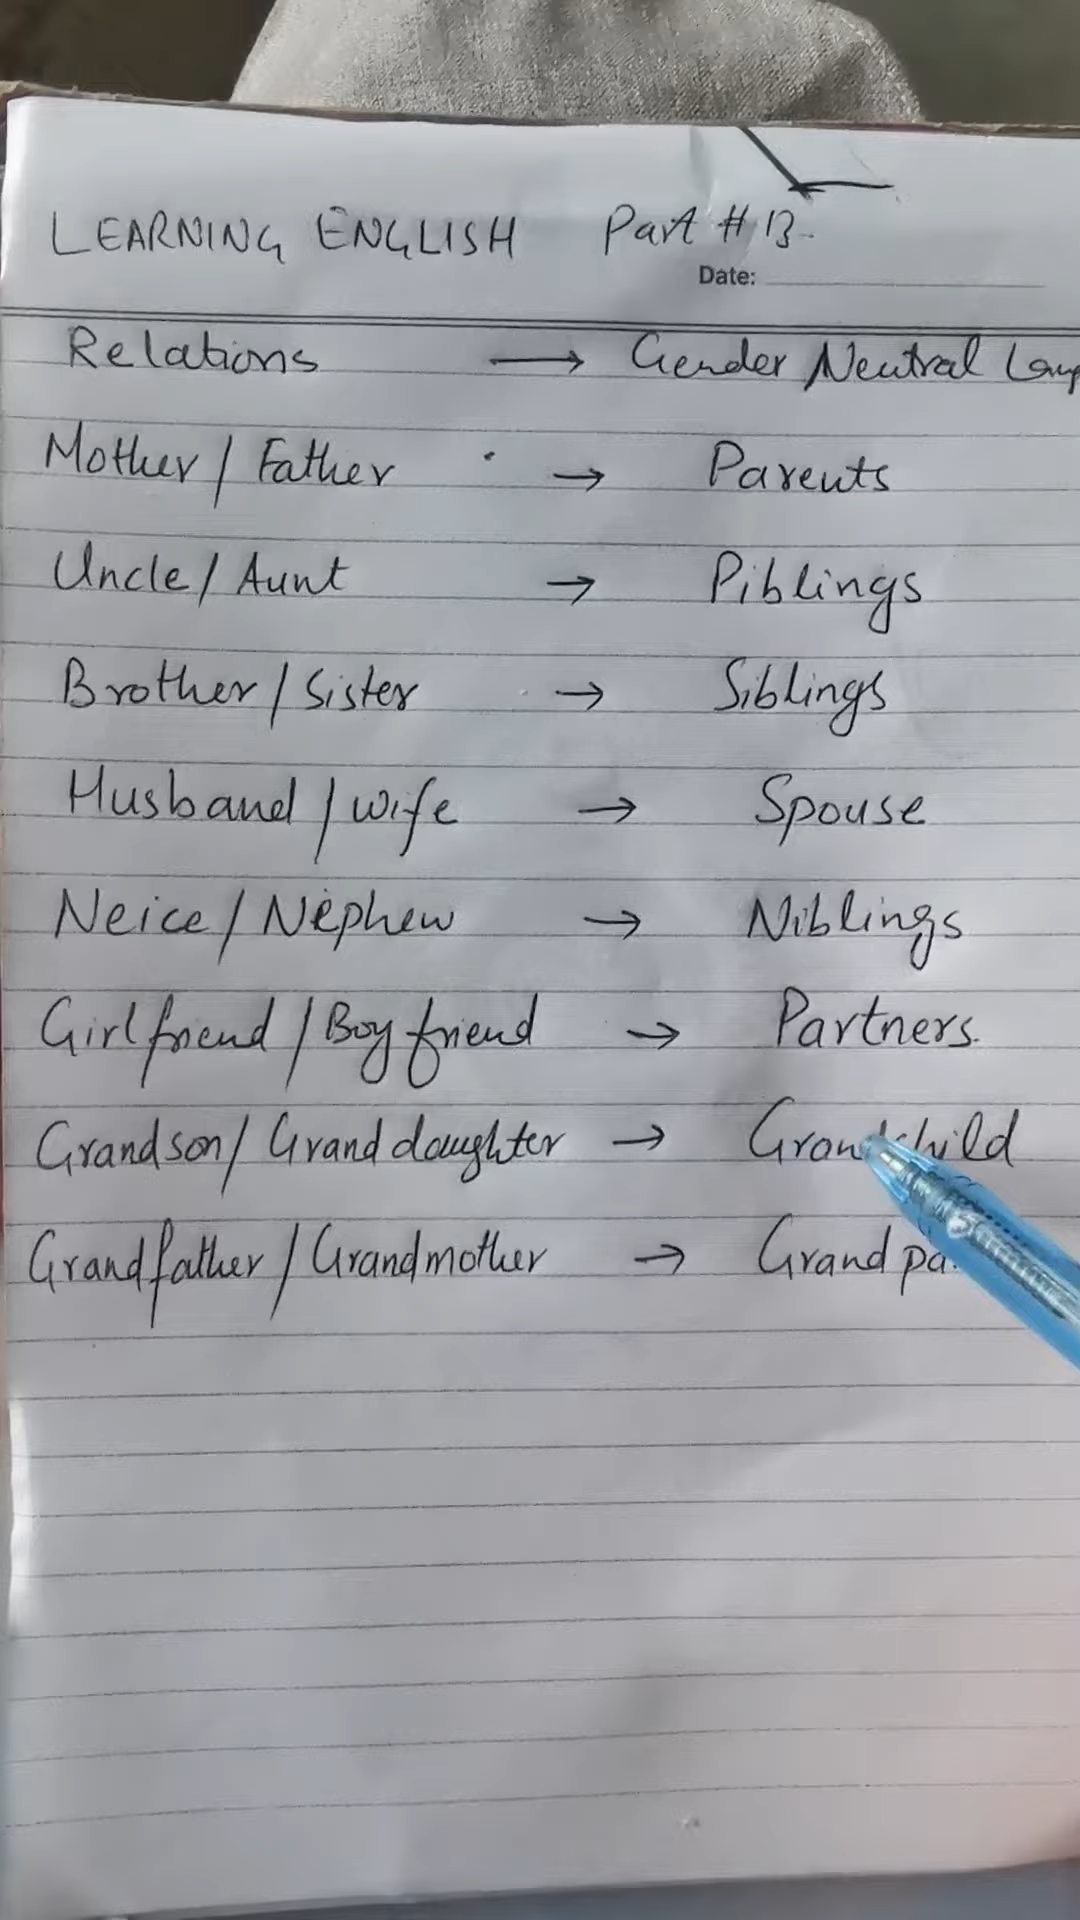 LEARNING ENGLISH Part # 13
Date:
Relations → Gender Neutral
Mother / Father → Parents
Uncle / Aunt → Piblings
Brother / Sister → Siblings
Husband / wife → Spouse
Neice / Nephew → Niblings
Girlfriend / Boyfriend → Partners.
Grandson / Granddaughter → Grandchild
Grandfather / Grandmother →